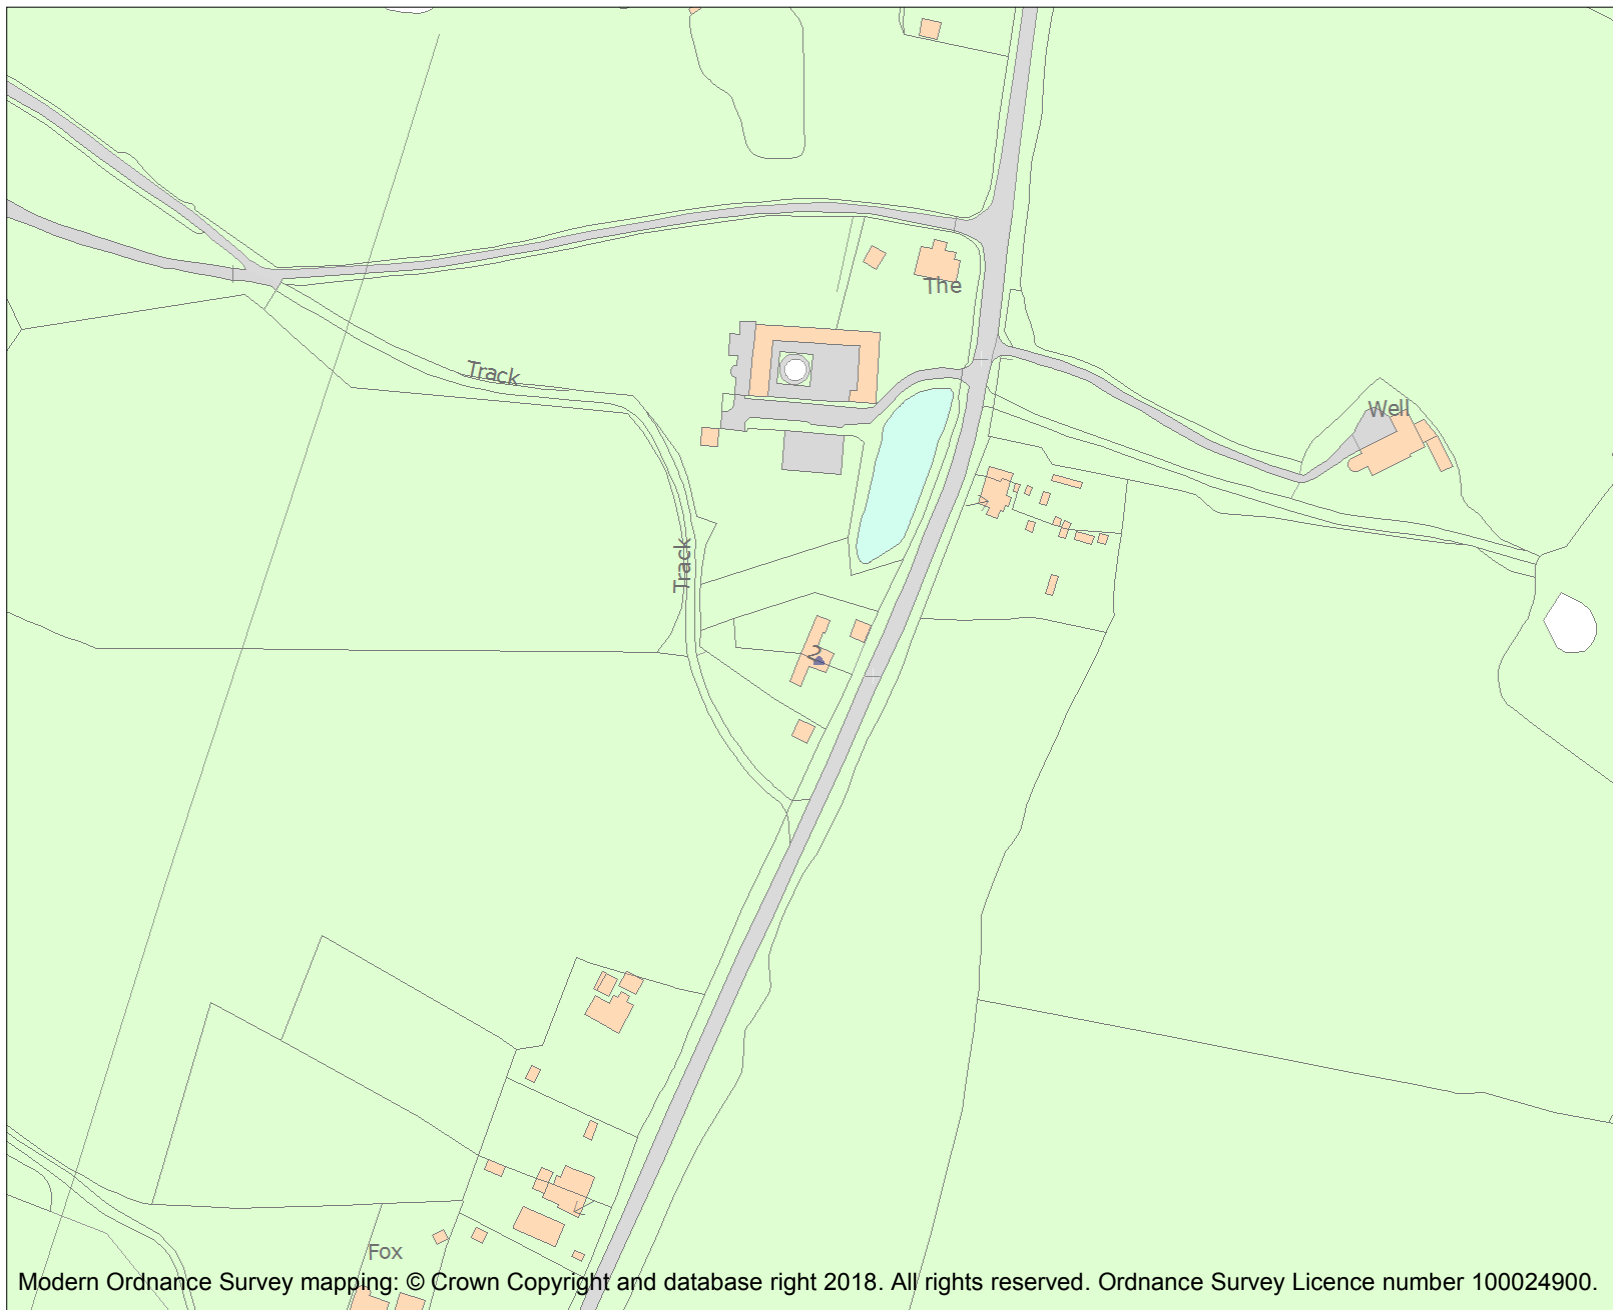 The
Track
Well
Track
2
Fox
Modern Ordnance Survey mapping: © Crown Copyright and database right 2018. All rights reserved. Ordnance Survey Licence number 100024900.